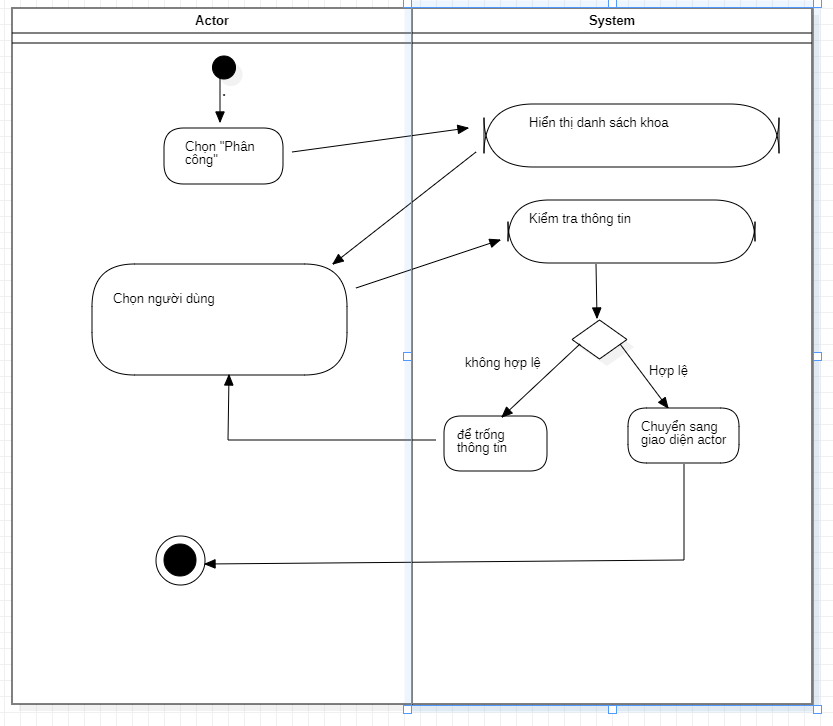 Actor
System
Chọn "Phân
công"
Hiển thị danh sách khoa
Kiểm tra thông tin
Chọn người dùng
không hợp lệ
Hợp lệ
để trống
thông tin
Chuyển sang
giao diện actor